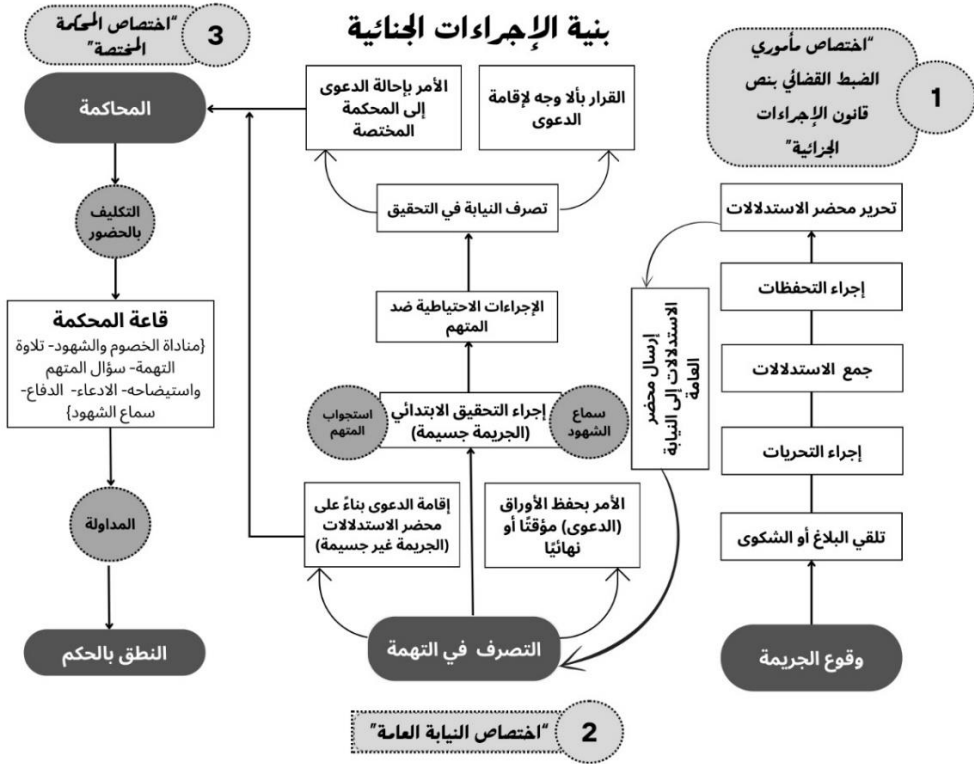 بنية الإجراءات الجنائية
1
"اختصاص مأموري
الضبط القضائي بنص
قانون الإجراءات
الجزائية"
تحرير محضر الاستدلالات
إجراء التحفظات
جمع الاستدلالات
إجراء التحريات
تلقي البلاغ أو الشكوى
وقوع الجريمة
إرسال محضر
الاستدلالات إلى النيابة
العامة
2
"اختصاص النيابة العامة"
القرار بألا وجه لإقامة
الدعوى
الأمر بإحالة الدعوى
إلى المحكمة
المختصة
تصرف النيابة في التحقيق
الإجراءات الاحتياطية ضد
المتهم
سماع
الشهود
إجراء التحقيق الابتدائي
(الجريمة جسيمة)
استجواب
المتهم
الأمر بحفظ الأوراق
(الدعوى) مؤقتًا أو
نهائيًا
إقامة الدعوى بناءً على
محضر الاستدلالات
(الجريمة غير جسيمة)
التصرف في التهمة
3
"اختصاص المحكمة
المختصة"
المحاكمة
التكليف
بالحضور
قاعة المحكمة
{مناداة الخصوم والشهود- تلاوة
التهمة- سؤال المتهم
واستيضاحه- الادعاء- الدفاع-
سماع الشهود}
المداولة
النطق بالحكم